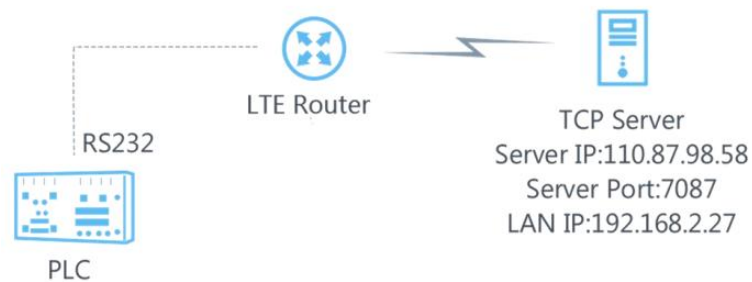 LTE Router
RS232
PLC
TCP Server
Server IP:110.87.98.58
Server Port:7087
LAN IP:192.168.2.27